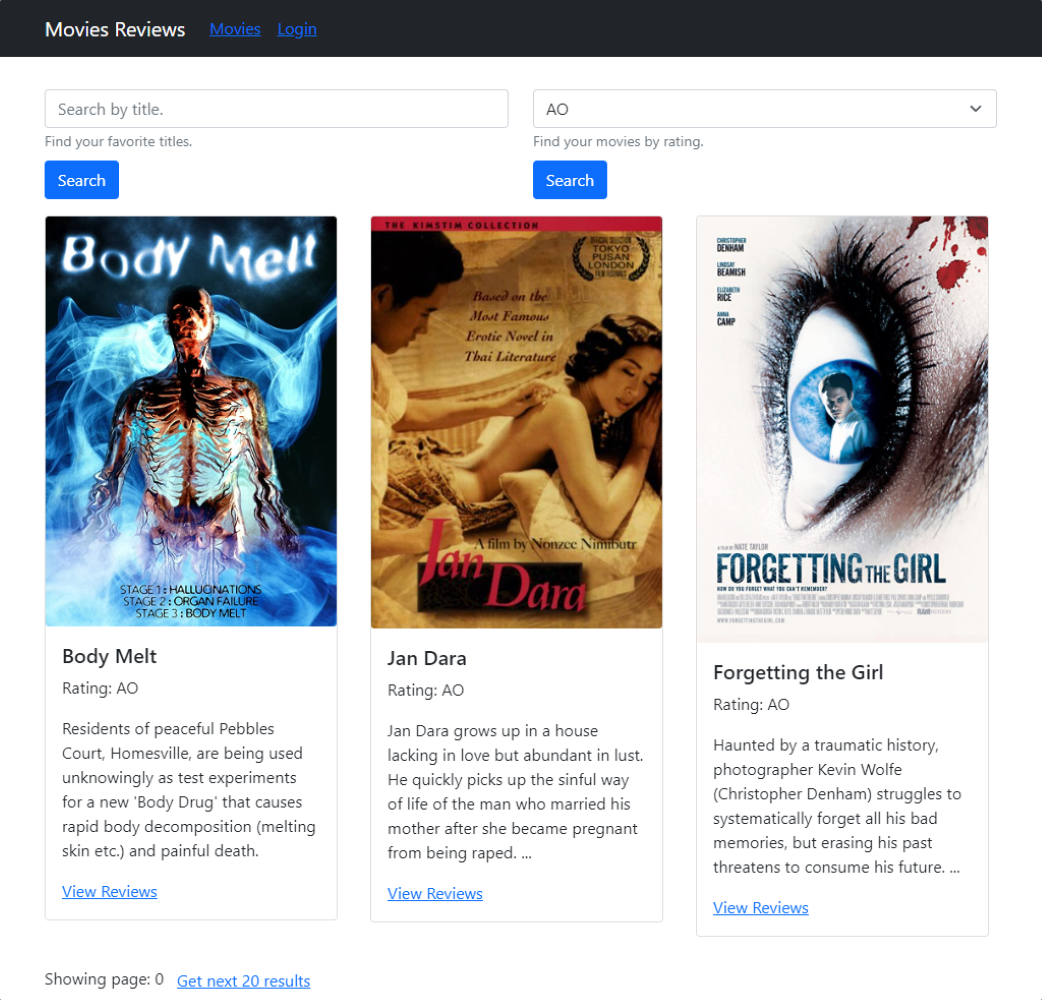 Movies Reviews Movies Login
Search by title.
AO
Find your favorite titles.
Find your movies by rating.
Search
Search
Body Melt
STAGE 1 : HALLUCINATIONS
STAGE 2 : ORGAN FAILURE
STAGE 3 : BODY MELT
Body Melt
Rating: AO
Residents of peaceful Pebbles
Court, Homesville, are being used
unknowingly as test experiments
for a new 'Body Drug' that causes
rapid body decomposition (melting
skin etc.) and painful death.
View Reviews
THE KIMSTIM COLLECTION
OFFICIAL SELECTION
TOKYO
PUSAN
LONDON
FILM FESTIVALS
Based on the
Most Famous
Erotic Novel in
Thai Literature
A film by Nonzee Nimibutr
Jan Dara
Jan Dara
Rating: AO
Jan Dara grows up in a house
lacking in love but abundant in lust.
He quickly picks up the sinful way
of life of the man who married his
mother after she became pregnant
from being raped. ...
View Reviews
CHRISTOPHER
DENHAM
LINDSAY
BEAMISH
ELIZABETH
RICE
ANNA
CAMP
A FILM BY NATE TAYLOR
FORGETTING THE GIRL
HOW DO YOU FORGET WHAT YOU CAN'T REMEMBER?
WWW.FORGETTINGTHEGIRL.COM
Forgetting the Girl
Rating: AO
Haunted by a traumatic history,
photographer Kevin Wolfe
(Christopher Denham) struggles to
systematically forget all his bad
memories, but erasing his past
threatens to consume his future. ...
View Reviews
Showing page: 0 Get next 20 results